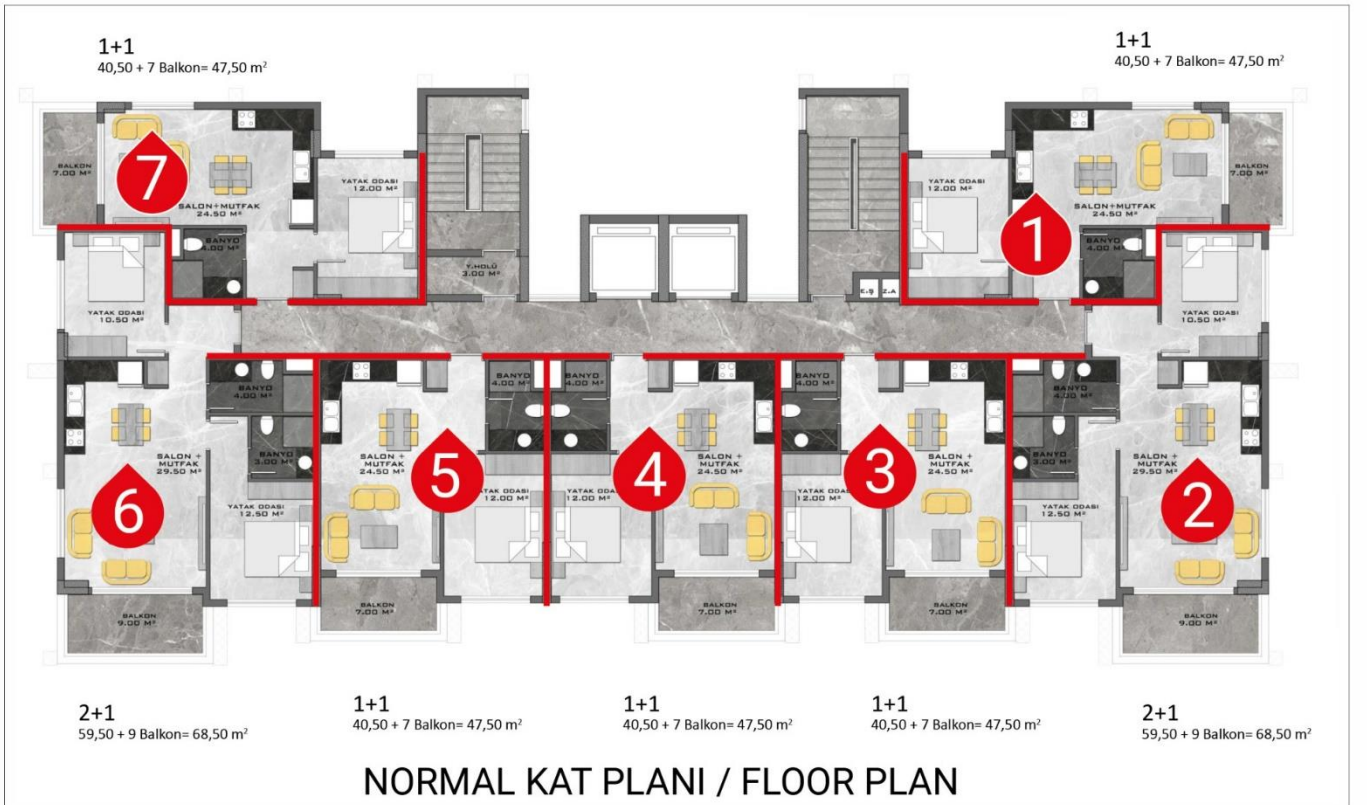 1+1
40,50 + 7 Balkon= 47,50 m²
1+1
40,50 + 7 Balkon= 47,50 m²
BALKON
7.00 M²
7
YATAK ODASI
12.00 M²
SALON+MUTFAK
24.50 M²
BANYO
4.00 M²
Y.HOLÜ
3.00 M²
E.Ş
Z.A
YATAK ODASI
12.00 M²
1
SALON+MUTFAK
24.50 M²
BALKON
7.00 M²
BANYO
4.00 M²
YATAK ODASI
10.50 M²
YATAK ODASI
10.50 M²
BANYO
4.00 M²
BANYO
3.00 M²
SALON +
MUTFAK
29.50 M²
6
YATAK ODASI
12.50 M²
BALKON
9.00 M²
BANYO
4.00 M²
SALON +
MUTFAK
24.50 M²
5
YATAK ODASI
12.00 M²
BALKON
7.00 M²
BANYO
4.00 M²
4
SALON +
MUTFAK
24.50 M²
YATAK ODASI
12.00 M²
BALKON
7.00 M²
BANYO
4.00 M²
3
SALON +
MUTFAK
24.50 M²
YATAK ODASI
12.00 M²
BALKON
7.00 M²
BANYO
4.00 M²
BANYO
3.00 M²
SALON +
MUTFAK
29.50 M²
2
YATAK ODASI
12.50 M²
BALKON
9.00 M²
2+1
59,50 + 9 Balkon= 68,50 m²
1+1
40,50 + 7 Balkon= 47,50 m²
1+1
40,50 + 7 Balkon= 47,50 m²
1+1
40,50 + 7 Balkon= 47,50 m²
2+1
59,50 + 9 Balkon= 68,50 m²
NORMAL KAT PLANI / FLOOR PLAN